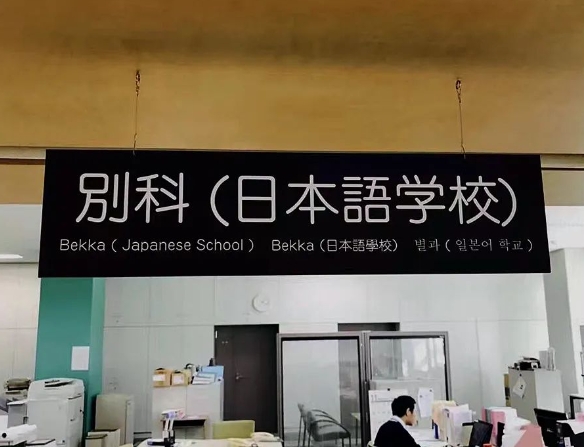 別科(日本語学校)
Bekka ( Japanese School ) Bekka (日本語學校) 별과 ( 일본어 학교 )